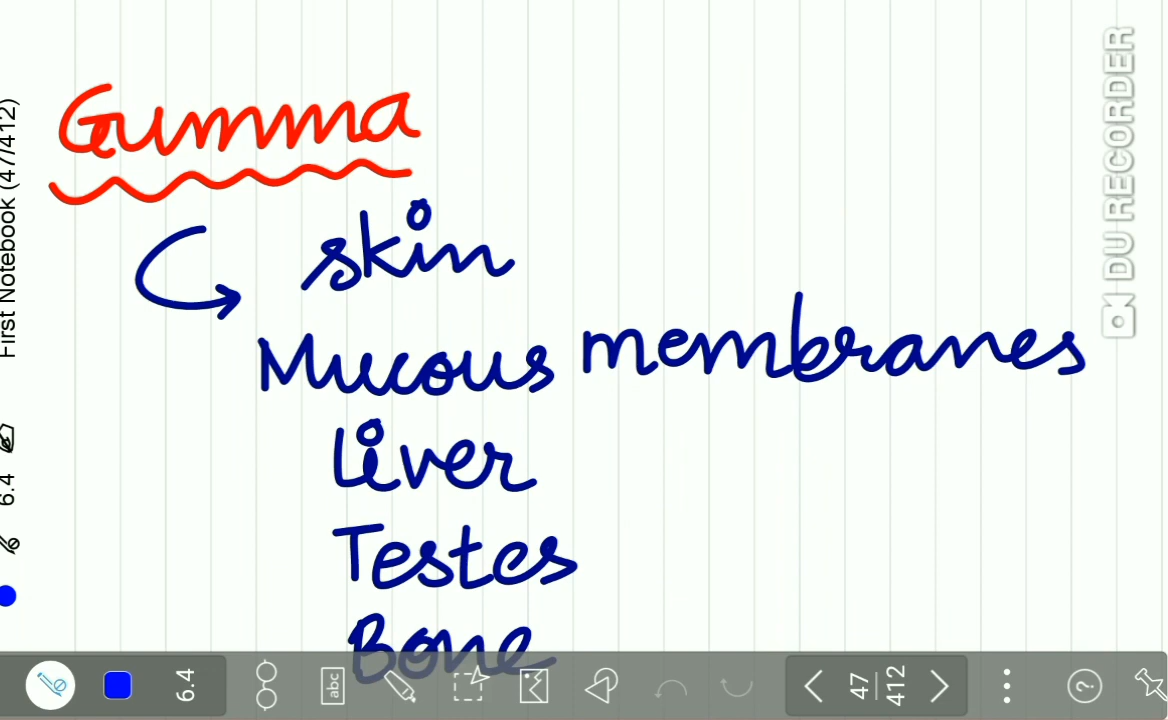 Gumma
skin
Mucous membranes
Liver
Testes
Bone
First Notebook (47/412)
6.4
DU RECORDER
6.4
abc
47
412
?